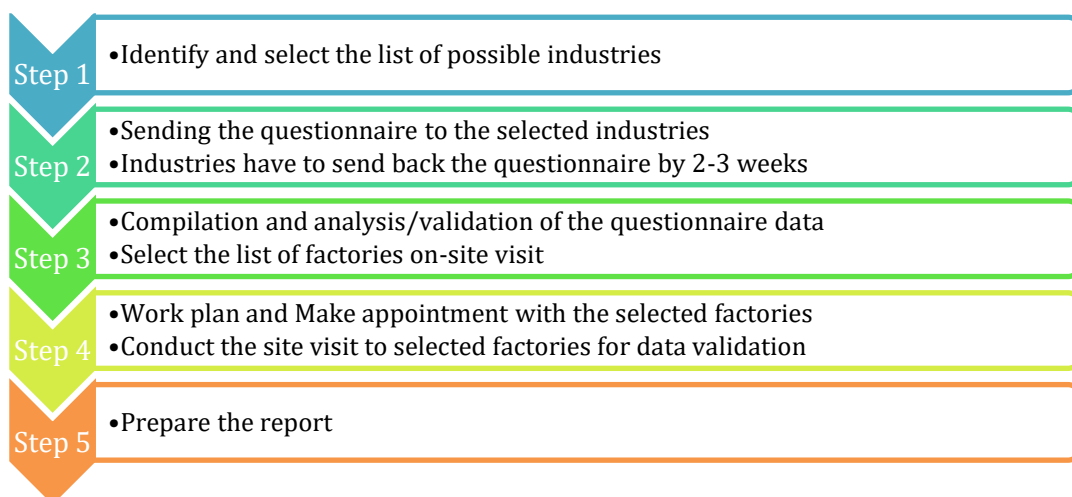 Step 1
•Identify and select the list of possible industries
Step 2
•Sending the questionnaire to the selected industries
•Industries have to send back the questionnaire by 2-3 weeks
Step 3
•Compilation and analysis/validation of the questionnaire data
•Select the list of factories on-site visit
Step 4
•Work plan and Make appointment with the selected factories
•Conduct the site visit to selected factories for data validation
Step 5
•Prepare the report